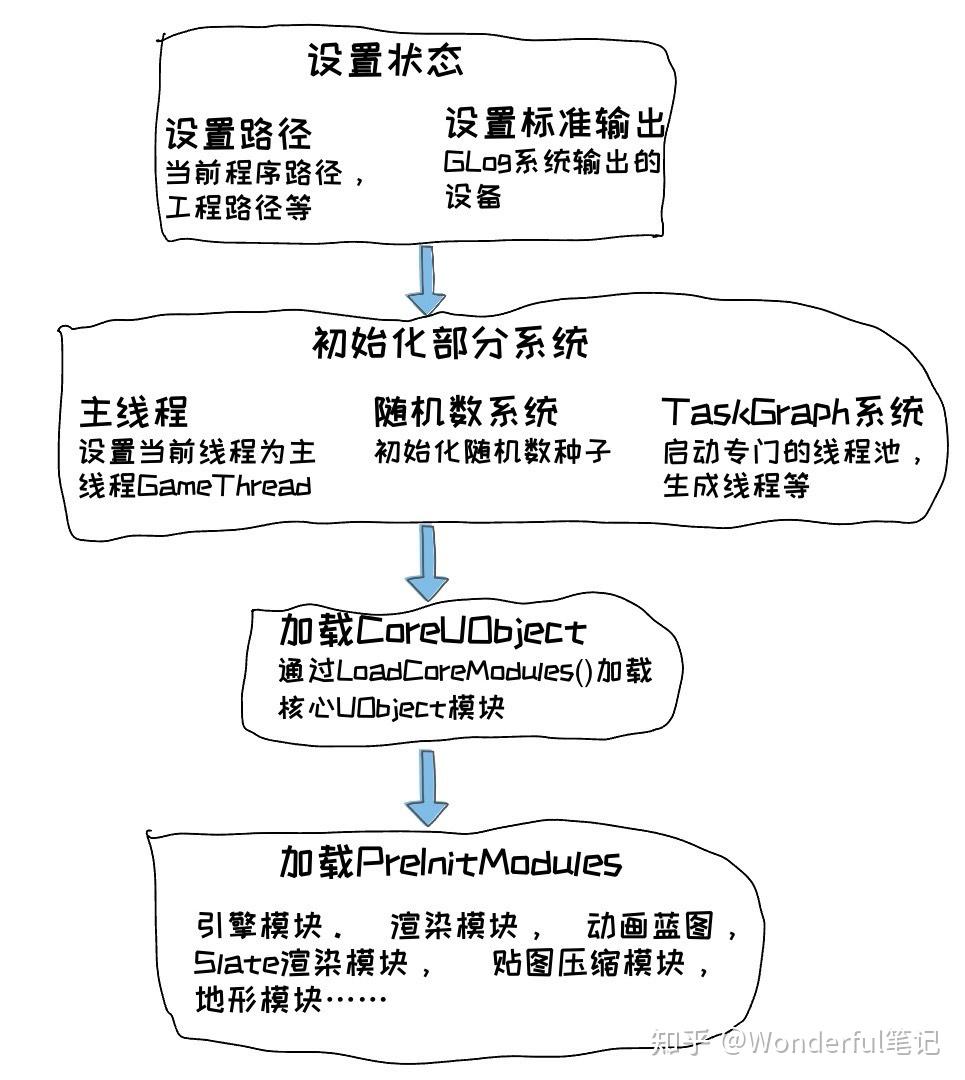 设置状态
设置路径
当前程序路径，
工程路径等
设置标准输出
GLog系统输出的
设备
初始化部分系统
主线程
设置当前线程为主
线程GameThread
随机数系统
初始化随机数种子
TaskGraph系统
启动专门的线程池，
生成线程等
加载CoreUObject
通过LoadCoreModules()加载
核心UObject模块
加载PreInitModules
引擎模块． 渲染模块， 动画蓝图，
Slate渲染模块， 贴图压缩模块，
地形模块……
知乎 @Wonderful笔记